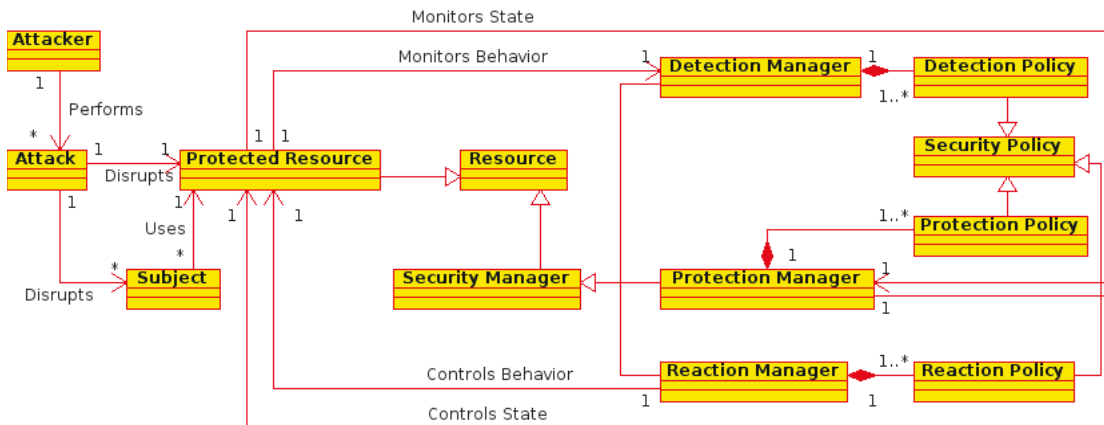 Monitors State
Attacker
1
Performs
*
Monitors Behavior
1
Detection Manager
1
Detection Policy
1..*
Attack
1
1
Disrupts
1
1
Protected Resource
Resource
Security Policy
1
*
Disrupts
Uses
1
*
Subject
1
1
Security Manager
1..*
Protection Policy
1
Protection Manager
1
1
Controls Behavior
1
Reaction Manager
1..*
1
Reaction Policy
Controls State